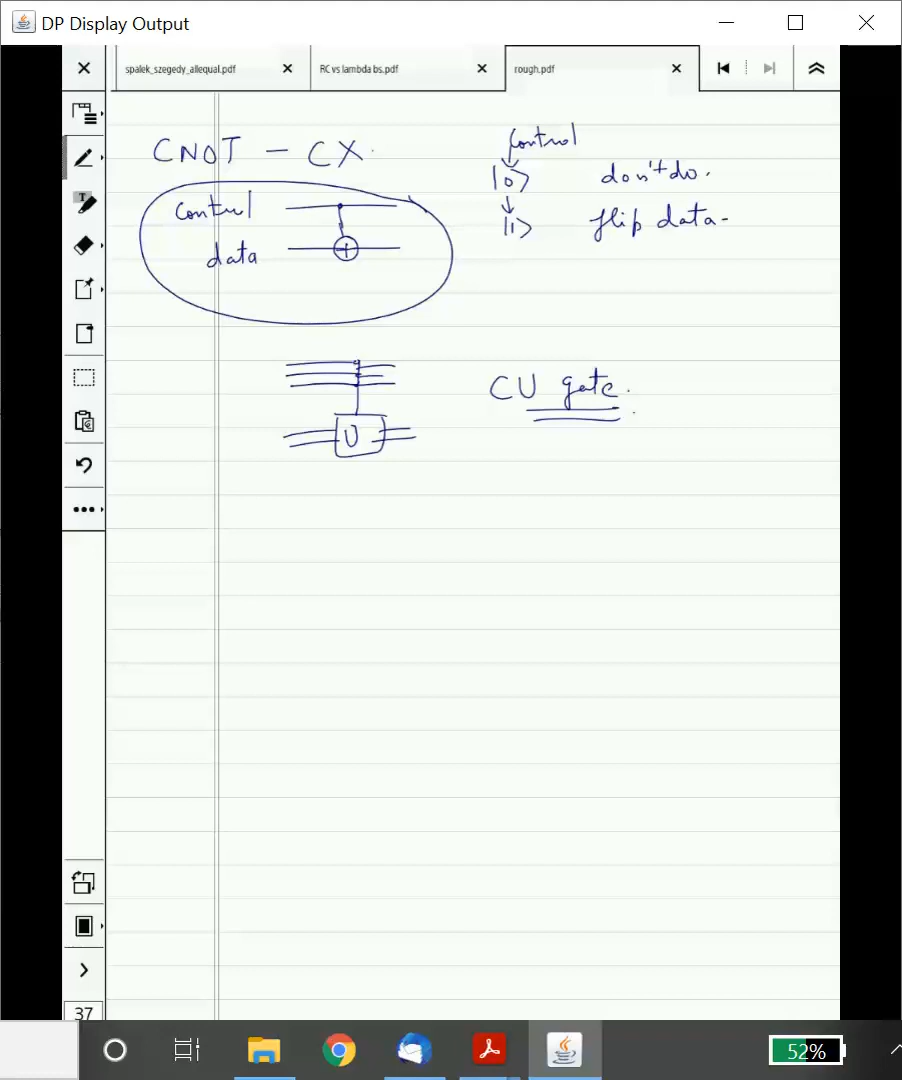 DP Display Output
spalek_szegedy_allequal.pdf
RC vs lambda bs.pdf
rough.pdf
CNOT - CX.
control
|0> don't do.
|1> flip data-
control
data
CU gate.
U
37
52%